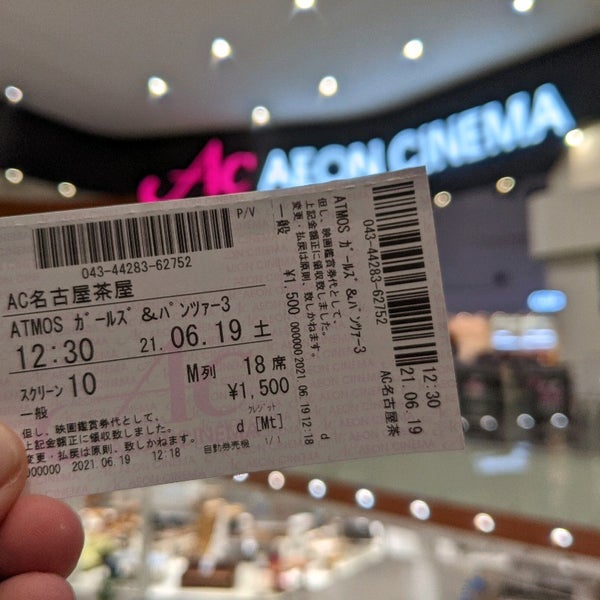 Ac AEON CINEMA
P/V
043-44283-62752
AC名古屋茶屋
ATMOS ガールズ&パンツァー3
12:30 21.06.19 土
スクリーン10 M列 18席
一般 ¥1,500
クレジット
但し、映画鑑賞券代として、 d [Mt]
上記金額正に領収致しました。
変更・払戻は原則、致しかねます。 自動券売機 1/1
000000 2021.06.19 12:18
一般 ¥1,500 000000 2021.06.19 12:18 d
変更・払戻は原則、致しかねます。
上記金額正に領収致しました。
但し、映画鑑賞券代として、
ATMOS ガールズ&パンツァー3
043-44283-62752
AC名古屋茶
21.06.19
12:30